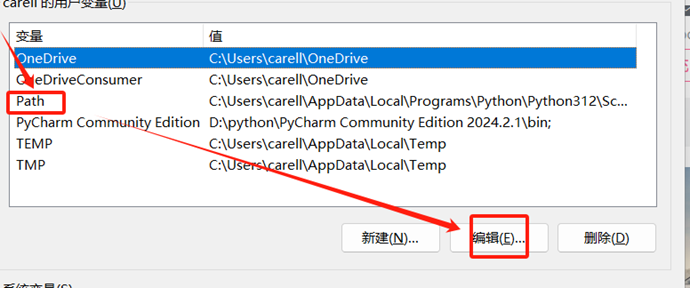 carell 的用户变量(U)
变量 值
OneDrive C:\Users\carell\OneDrive
OneDriveConsumer C:\Users\carell\OneDrive
Path C:\Users\carell\AppData\Local\Programs\Python\Python312\Sc...
PyCharm Community Edition D:\python\PyCharm Community Edition 2024.2.1\bin;
TEMP C:\Users\carell\AppData\Local\Temp
TMP C:\Users\carell\AppData\Local\Temp
新建(N)... 编辑(E)... 删除(D)
系统变量(S)